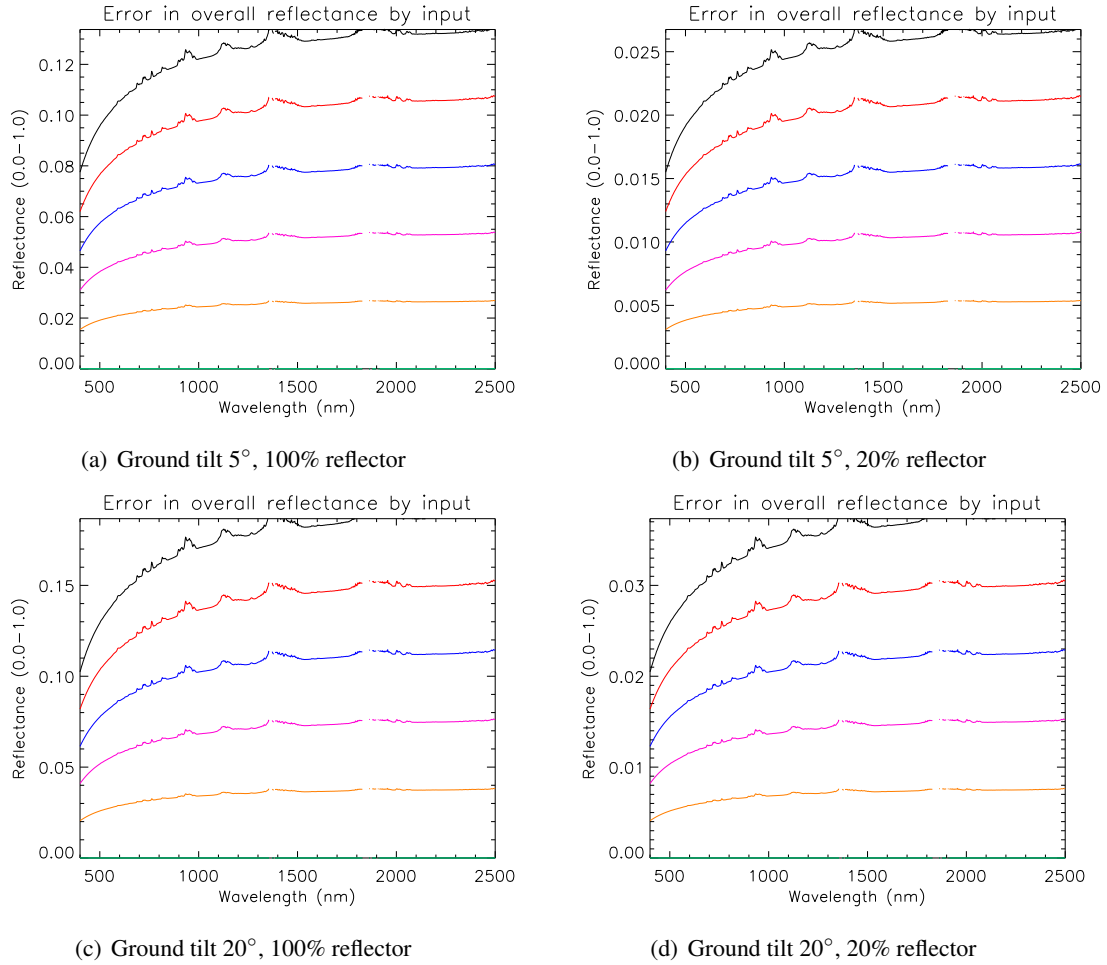 Error in overall reflectance by input
Reflectance (0.0−1.0)
0.12
0.10
0.08
0.06
0.04
0.02
0.00
500 1000 1500 2000 2500
Wavelength (nm)
(a) Ground tilt 5°, 100% reflector
Error in overall reflectance by input
Reflectance (0.0−1.0)
0.025
0.020
0.015
0.010
0.005
0.000
500 1000 1500 2000 2500
Wavelength (nm)
(b) Ground tilt 5°, 20% reflector
Error in overall reflectance by input
Reflectance (0.0−1.0)
0.15
0.10
0.05
0.00
500 1000 1500 2000 2500
Wavelength (nm)
(c) Ground tilt 20°, 100% reflector
Error in overall reflectance by input
Reflectance (0.0−1.0)
0.03
0.02
0.01
0.00
500 1000 1500 2000 2500
Wavelength (nm)
(d) Ground tilt 20°, 20% reflector